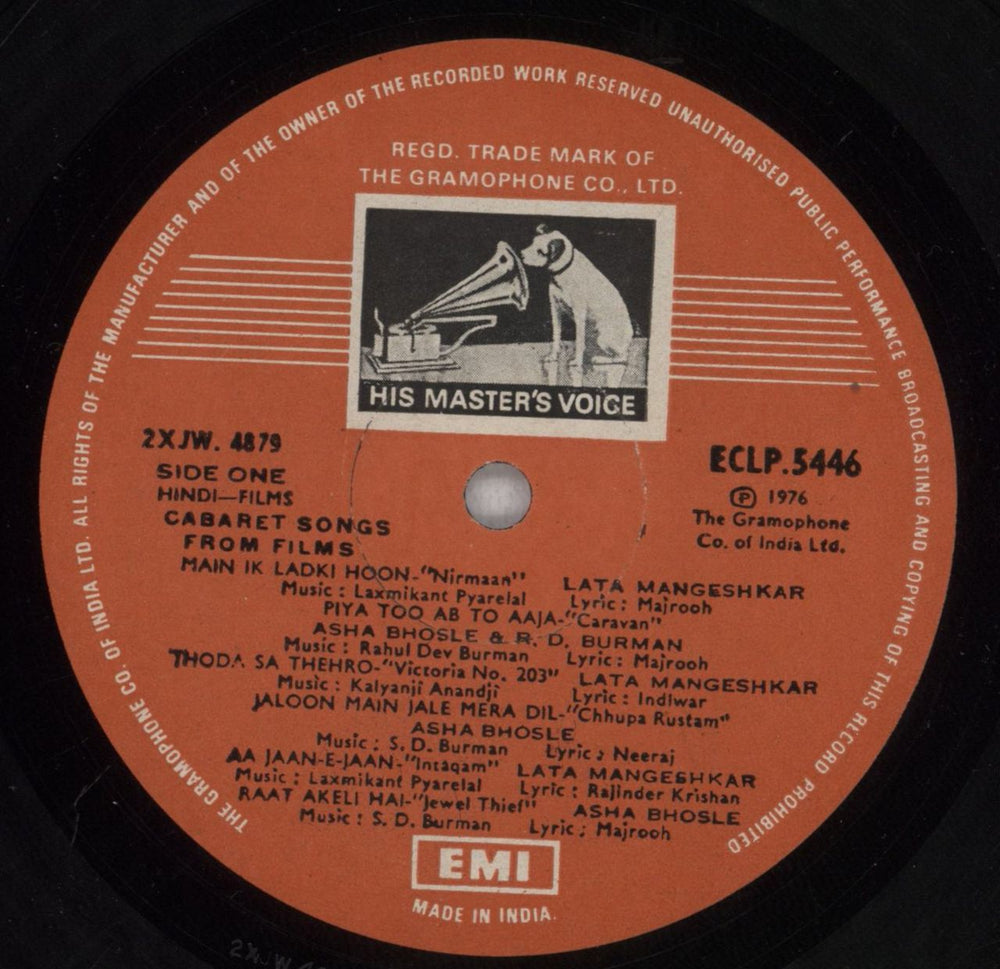 THE GRAMOPHONE CO. OF INDIA LTD. ALL RIGHTS OF THE MANUFACTURER AND OF THE OWNER OF THE RECORDED WORK RESERVED UNAUTHORISED PUBLIC PERFORMANCE BROADCASTING AND COPYING OF THIS RECORD PROHIBITED
REGD. TRADE MARK OF
THE GRAMOPHONE CO., LTD.
HIS MASTER'S VOICE
2XJW. 4879
SIDE ONE
HINDI—FILMS
CABARET SONGS
FROM FILMS
ECLP.5446
Ⓟ 1976
The Gramophone
Co. of India Ltd.
MAIN IK LADKI HOON-"Nirmaan" LATA MANGESHKAR
Music : Laxmikant Pyarelal Lyric : Majrooh
PIYA TOO AB TO AAJA-"Caravan"
ASHA BHOSLE & R. D. BURMAN
Music : Rahul Dev Burman Lyric : Majrooh
THODA SA THEHRO-"Victoria No. 203" LATA MANGESHKAR
Music : Kalyanji Anandji Lyric : Indiwar
JALOON MAIN JALE MERA DIL-"Chhupa Rustam"
ASHA BHOSLE
Music : S. D. Burman Lyric : Neeraj
AA JAAN-E-JAAN-"Intaqam" LATA MANGESHKAR
Music : Laxmikant Pyarelal Lyric : Rajinder Krishan
RAAT AKELI HAI-"Jewel Thief" ASHA BHOSLE
Music : S. D. Burman Lyric : Majrooh
EMI
MADE IN INDIA.